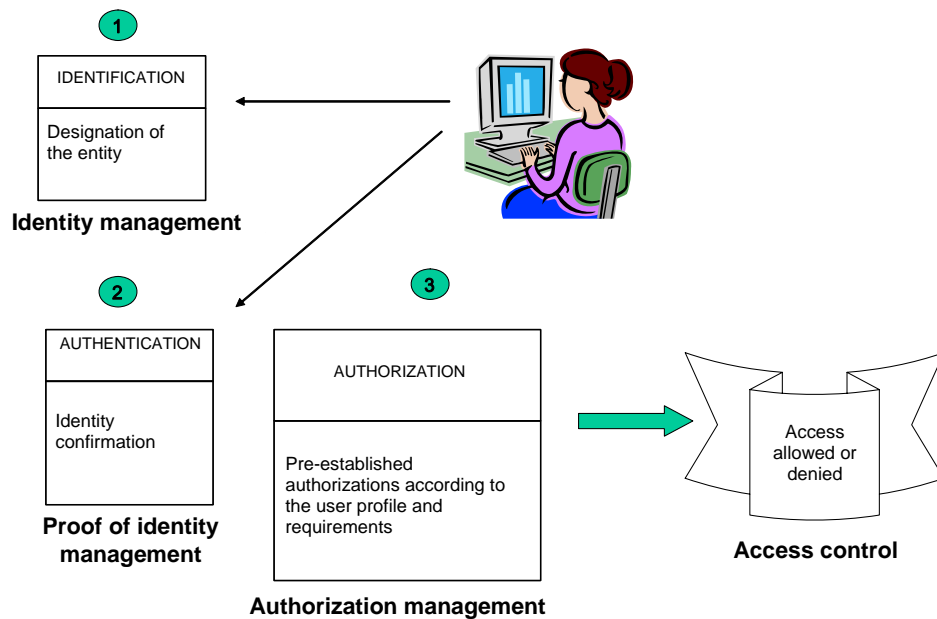 1
IDENTIFICATION
Designation of
the entity
Identity management
2
AUTHENTICATION
Identity
confirmation
Proof of identity
management
3
AUTHORIZATION
Pre-established
authorizations according to
the user profile and
requirements
Authorization management
Access
allowed or
denied
Access control